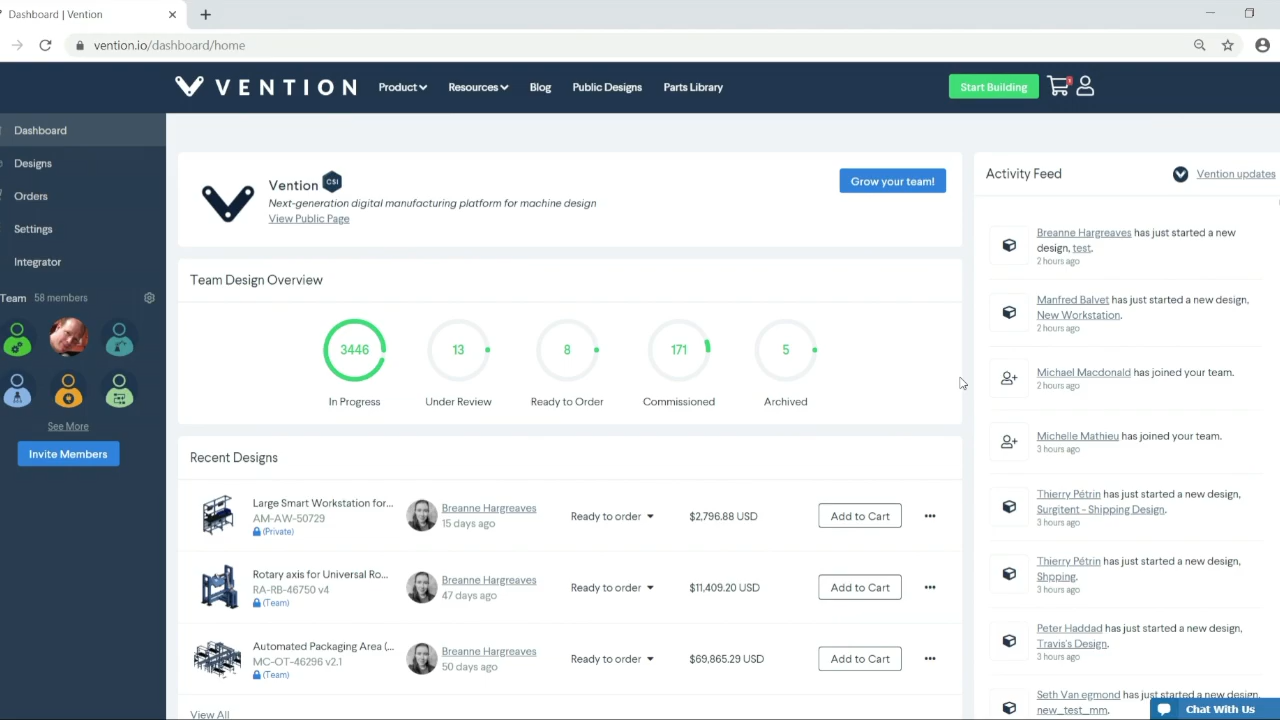 Dashboard | Vention
vention.io/dashboard/home
VENTION
Product
Resources
Blog
Public Designs
Parts Library
Start Building
Dashboard
Designs
Orders
Settings
Integrator
Team 58 members
See More
Invite Members
Vention CSI
Next-generation digital manufacturing platform for machine design
View Public Page
Grow your team!
Team Design Overview
3446
13
8
171
5
In Progress
Under Review
Ready to Order
Commissioned
Archived
Recent Designs
Large Smart Workstation for...
AM-AW-50729
(Private)
Breanne Hargreaves
15 days ago
Ready to order
$2,796.88 USD
Add to Cart
Rotary axis for Universal Ro...
RA-RB-46750 v4
(Team)
Breanne Hargreaves
47 days ago
Ready to order
$11,409.20 USD
Add to Cart
Automated Packaging Area (...
MC-OT-46296 v2.1
(Team)
Breanne Hargreaves
50 days ago
Ready to order
$69,865.29 USD
Add to Cart
View All
Activity Feed
Vention updates
Breanne Hargreaves has just started a new
design, test.
2 hours ago
Manfred Balvet has just started a new design,
New Workstation.
2 hours ago
Michael Macdonald has joined your team.
2 hours ago
Michelle Mathieu has joined your team.
3 hours ago
Thierry Pétrin has just started a new design,
Surgitent - Shipping Design.
3 hours ago
Thierry Pétrin has just started a new design,
Shpping.
3 hours ago
Peter Haddad has just started a new design,
Travis's Design.
3 hours ago
Seth Van egmond has just started a new design,
new_test_mm.
Chat With Us